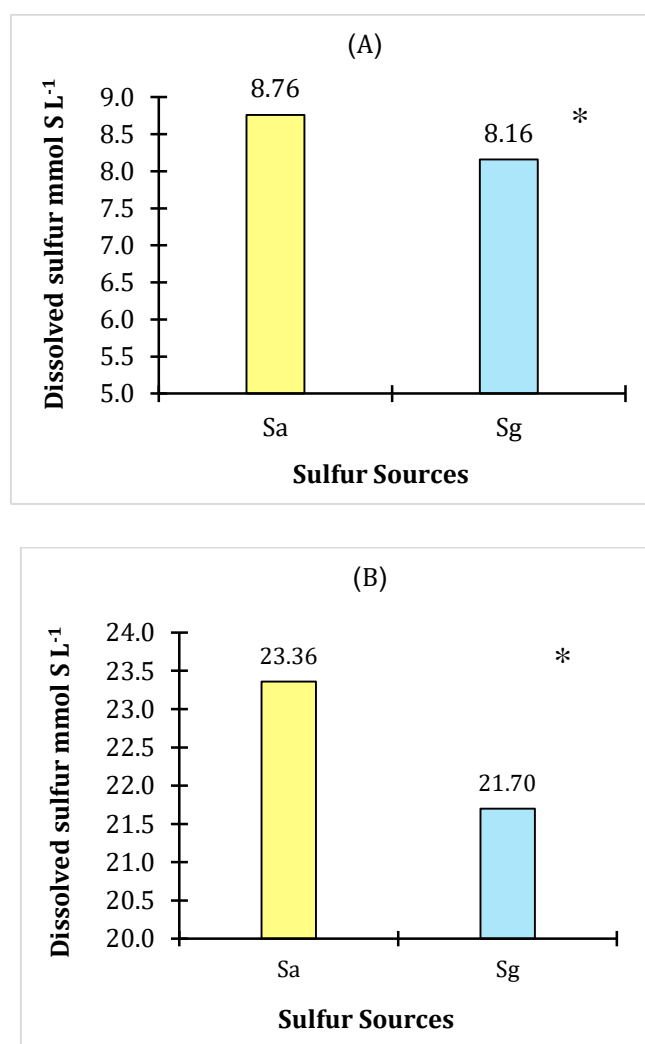 (A)
Dissolved sulfur mmol S L-1
9.0
8.5
8.0
7.5
7.0
6.5
6.0
5.5
5.0
8.76
8.16
*
Sa
Sg
Sulfur Sources
(B)
Dissolved sulfur mmol S L-1
24.0
23.5
23.0
22.5
22.0
21.5
21.0
20.5
20.0
23.36
21.70
*
Sa
Sg
Sulfur Sources